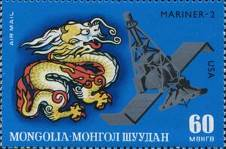 MARINER-2
AIR MAIL
USA
60
МӨНГӨ
MONGOLIA·МОНГОЛ ШУУДАН